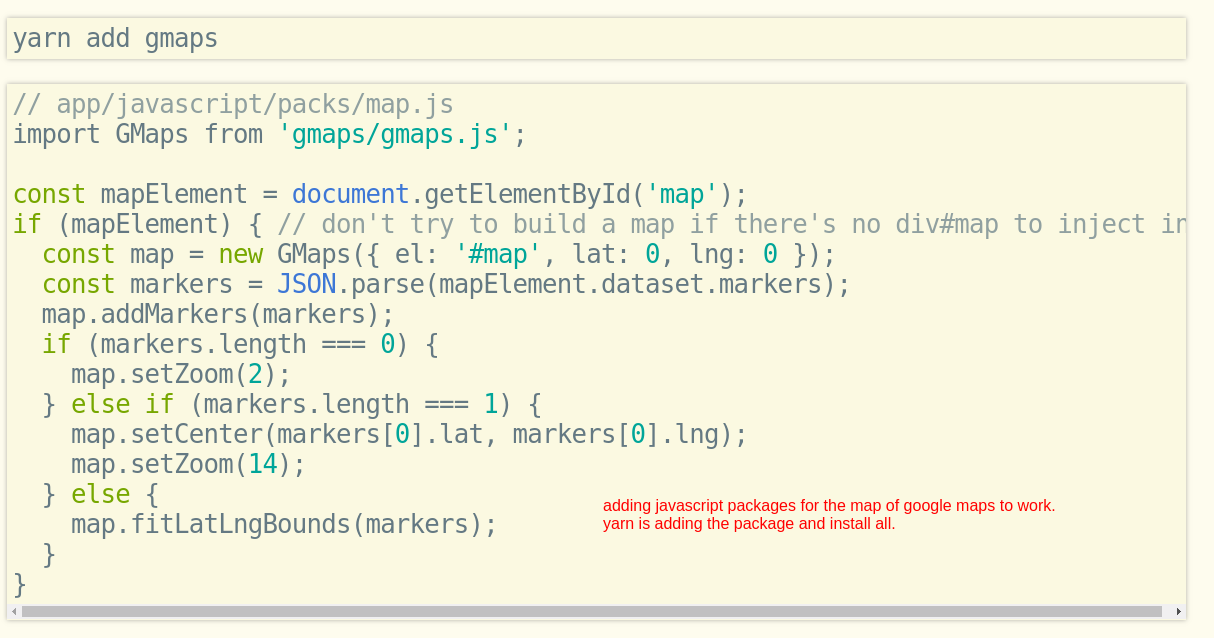 yarn add gmaps
// app/javascript/packs/map.js
import GMaps from 'gmaps/gmaps.js';
const mapElement = document.getElementById('map');
if (mapElement) { // don't try to build a map if there's no div#map to inject in
  const map = new GMaps({ el: '#map', lat: 0, lng: 0 });
  const markers = JSON.parse(mapElement.dataset.markers);
  map.addMarkers(markers);
  if (markers.length === 0) {
    map.setZoom(2);
  } else if (markers.length === 1) {
    map.setCenter(markers[0].lat, markers[0].lng);
    map.setZoom(14);
  } else {
    map.fitLatLngBounds(markers);
  }
}
adding javascript packages for the map of google maps to work.
yarn is adding the package and install all.